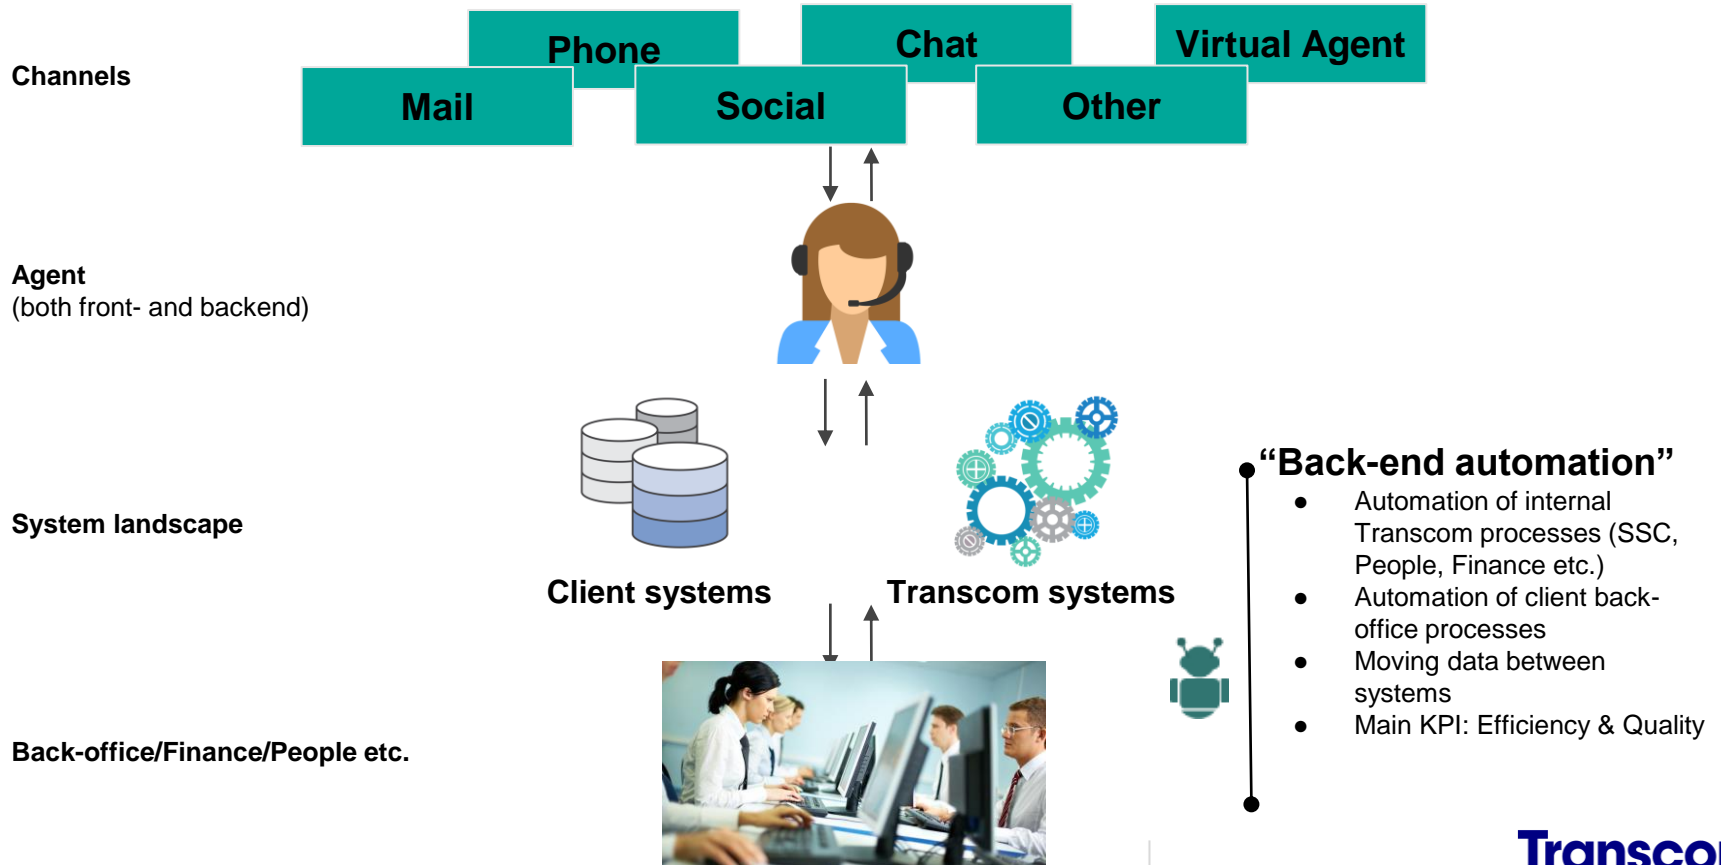 Phone
Chat
Virtual Agent
Channels
Mail
Social
Other
Agent
(both front- and backend)
System landscape
Client systems
Transcom systems
“Back-end automation”
● Automation of internal
Transcom processes (SSC,
People, Finance etc.)
● Automation of client back-
office processes
● Moving data between
systems
● Main KPI: Efficiency & Quality
Back-office/Finance/People etc.
Transcom